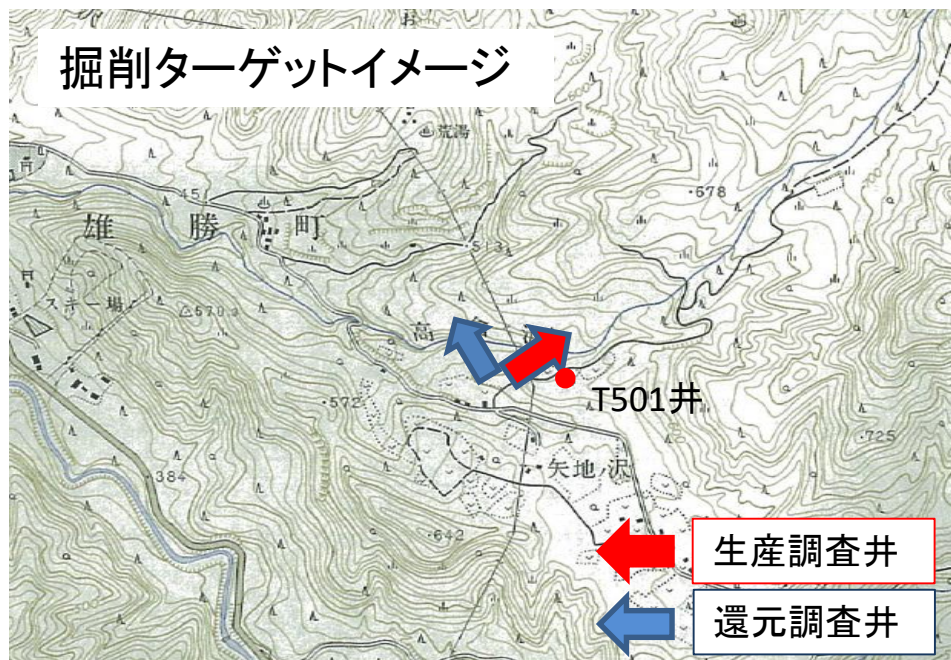 掘削ターゲットイメージ
お
荒湯
451
・678
雄勝町
513
スキー場
△570.3
高
T501井
・572
・725
矢地沢
384
・642
生産調査井
還元調査井